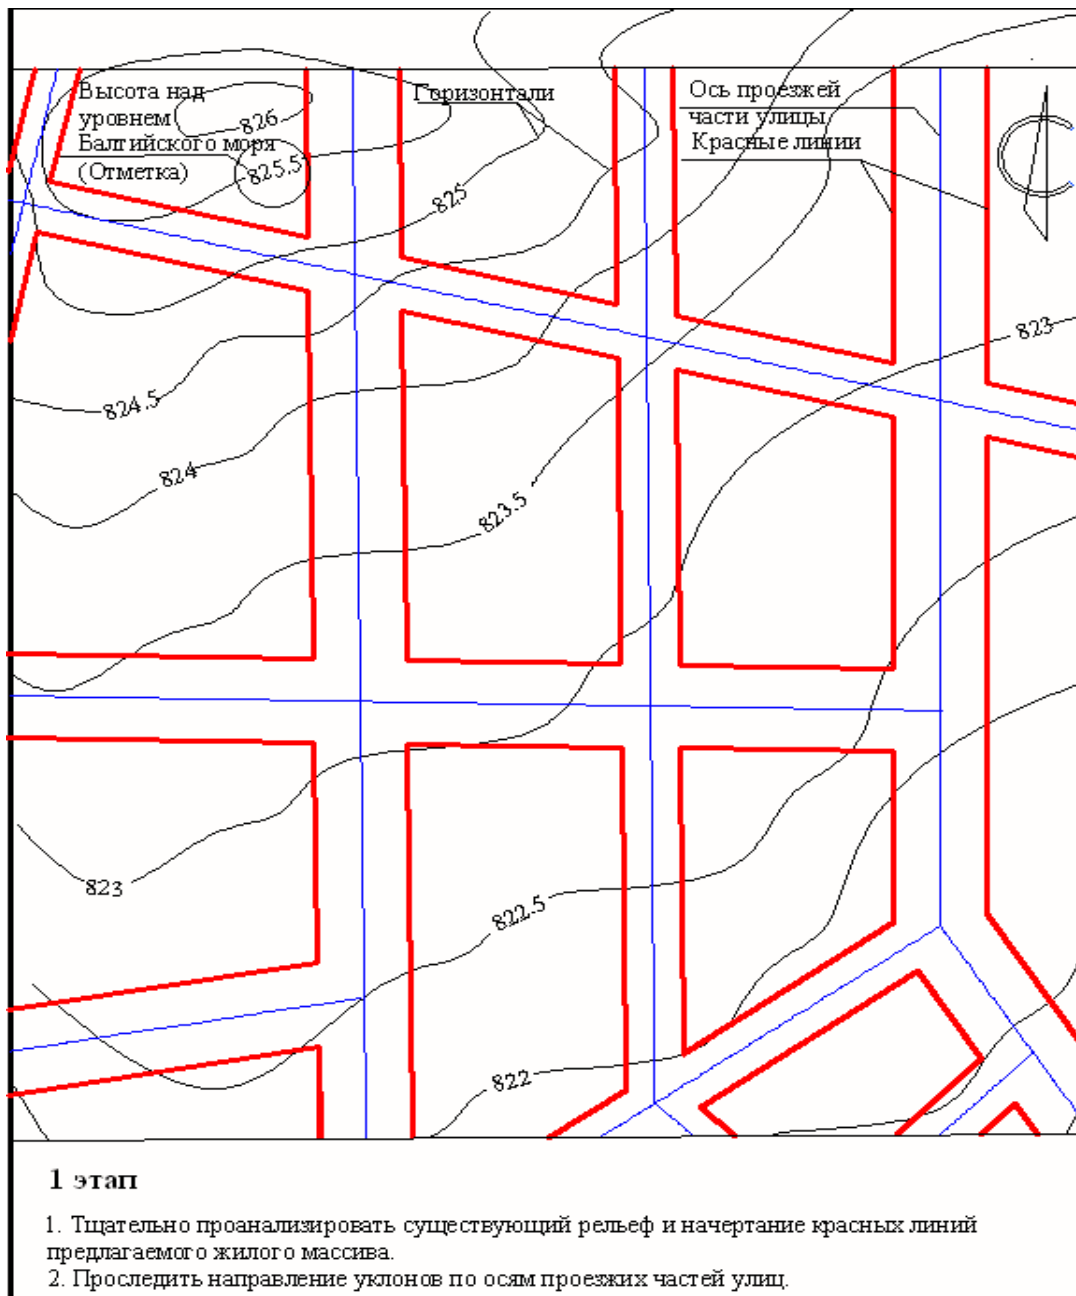 Высота над
уровнем
Балтийского моря
(Отметка)
826
825.5
Горизонтали
Ось проезжей
части улицы
Красные линии
С
825
823
824.5
824
823.5
823
822.5
822
1 этап
1. Тщательно проанализировать существующий рельеф и начертание красных линий
предлагаемого жилого массива.
2. Проследить направление уклонов по осям проезжих частей улиц.